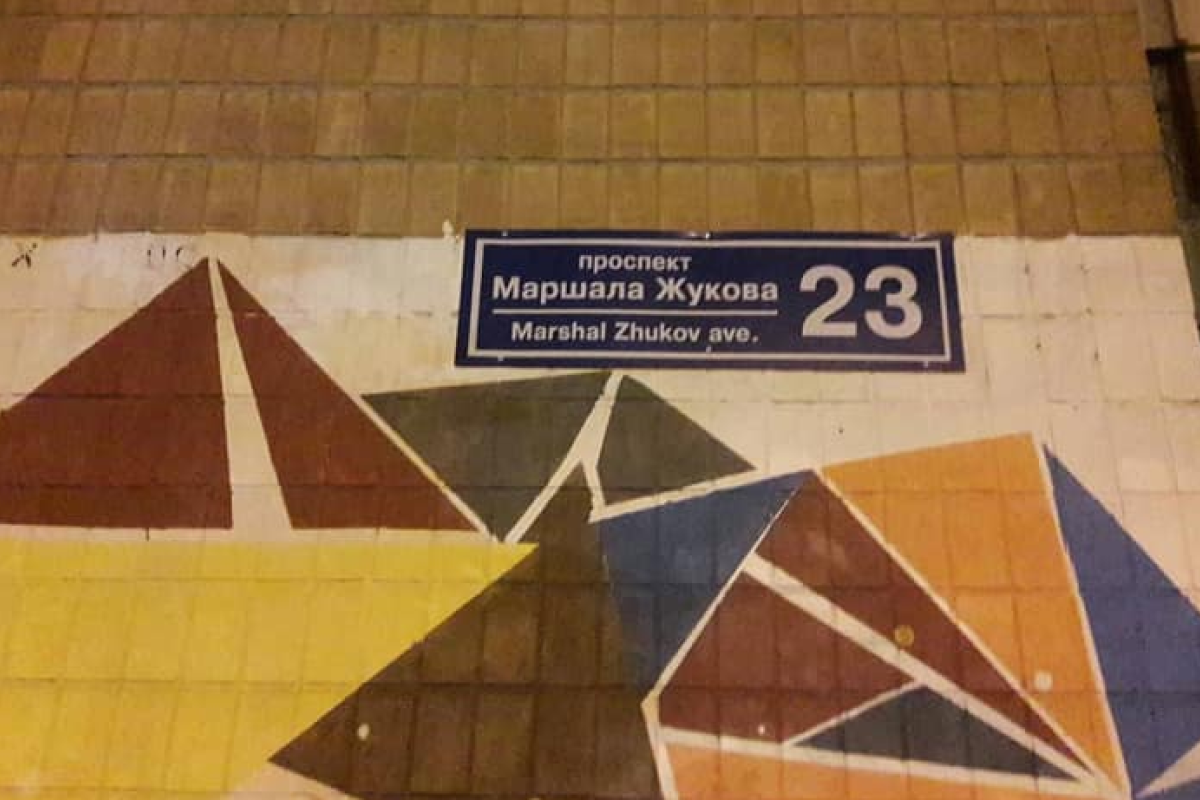 проспект
Маршала Жукова
Marshal Zhukov ave.
23